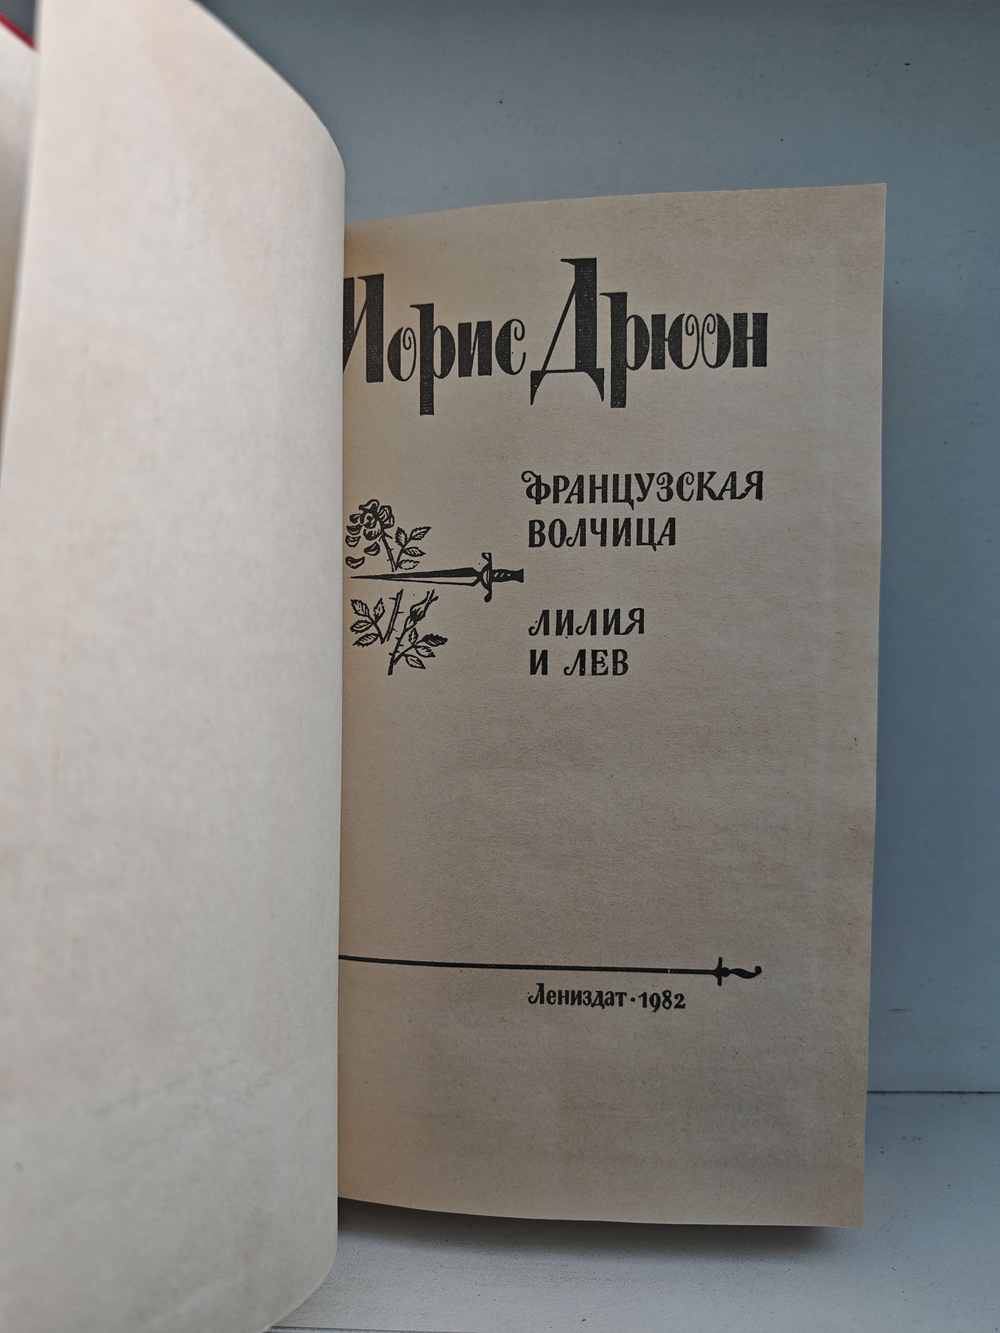 Морис Дрюон
ФРАНЦУЗСКАЯ
ВОЛЧИЦА
ЛИЛИЯ
И ЛЕВ
Лениздат · 1982